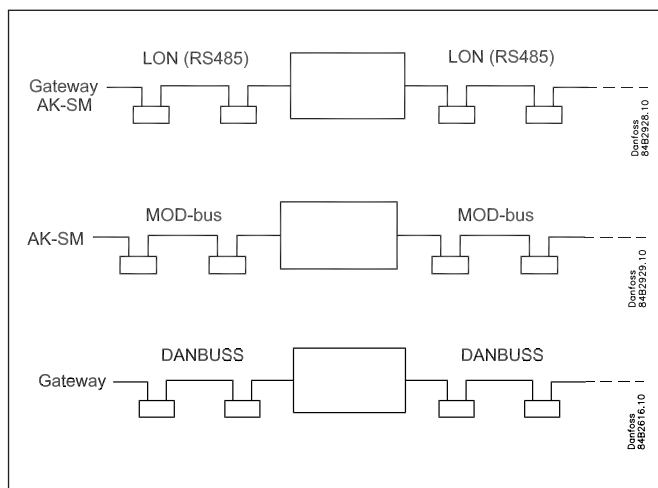 LON (RS485)
LON (RS485)
Gateway
AK-SM
Danfoss
84B2928.10
MOD-bus
MOD-bus
AK-SM
Danfoss
84B2929.10
DANBUSS
DANBUSS
Gateway
Danfoss
84B2616.10